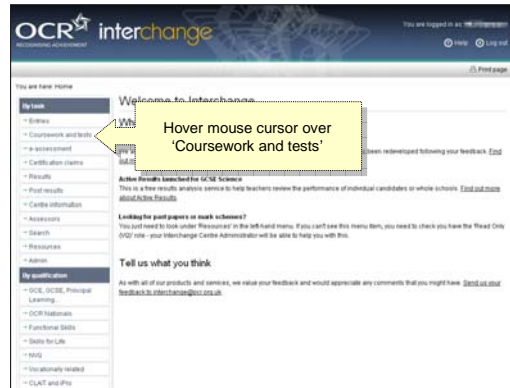 OCR interchange
RECOGNISING ACHIEVEMENT
You are logged in as:
Help Log out
Print page
You are here: Home
By task
Entries
Coursework and tests
e-assessment
Certification claims
Results
Post results
Centre information
Assessors
Search
Resources
Admin
By qualification
GCE, GCSE, Principal
Learning...
OCR Nationals
Functional Skills
Skills for Life
NVQ
Vocationally related
CLAiT and iPro
Welcome to Interchange
Hover mouse cursor over
‘Coursework and tests’
been redeveloped following your feedback. Find
Active Results launched for GCSE Science
This is a free results analysis service to help teachers review the performance of individual candidates or whole schools. Find out more
about Active Results.
Looking for past papers or mark schemes?
You just need to look under 'Resources' in the left-hand menu. If you can't see this menu item, you need to check you have the 'Read Only
(VQ)' role - your Interchange Centre Administrator will be able to help you with this.
Tell us what you think
As with all of our products and services, we value your feedback and would appreciate any comments that you might have. Send us your
feedback to interchange@ocr.org.uk